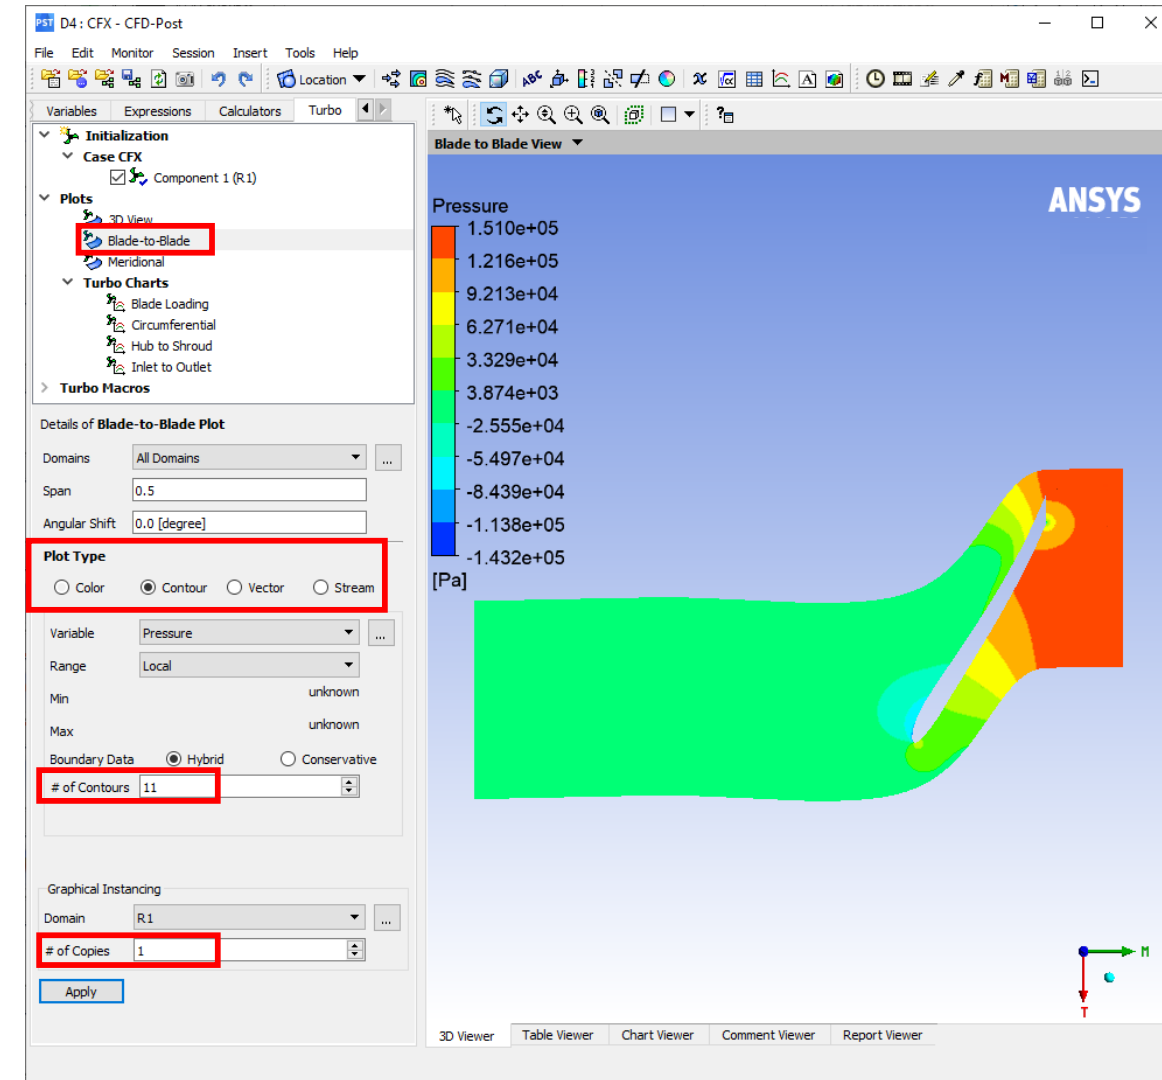 PST D4 : CFX - CFD-Post
File Edit Monitor Session Insert Tools Help
Location
Variables Expressions Calculators Turbo
Blade to Blade View
Initialization
Case CFX
Component 1 (R1)
Plots
3D View
Blade-to-Blade
Meridional
Turbo Charts
Blade Loading
Circumferential
Hub to Shroud
Inlet to Outlet
Turbo Macros
Details of Blade-to-Blade Plot
Domains All Domains ...
Span 0.5
Angular Shift 0.0 [degree]
Plot Type
Color Contour Vector Stream
Variable Pressure ...
Range Local
Min unknown
Max unknown
Boundary Data Hybrid Conservative
# of Contours 11
Graphical Instancing
Domain R1 ...
# of Copies 1
Apply
ANSYS
Pressure
1.510e+05
1.216e+05
9.213e+04
6.271e+04
3.329e+04
3.874e+03
-2.555e+04
-5.497e+04
-8.439e+04
-1.138e+05
-1.432e+05
[Pa]
M
T
3D Viewer Table Viewer Chart Viewer Comment Viewer Report Viewer